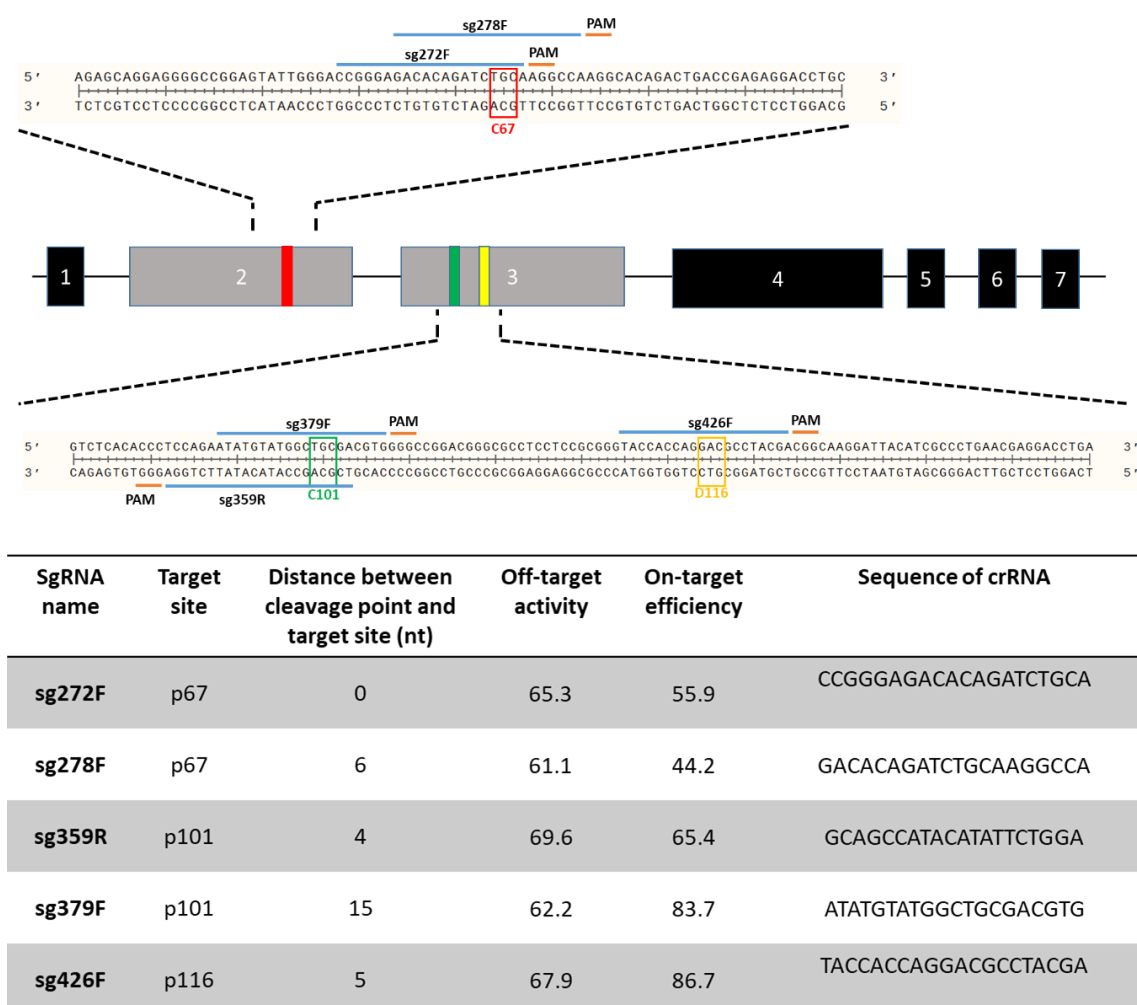 sg278F
PAM
sg272F
PAM
5' AGAGCAGGAGGGGCCGGAGTATTGGGACCGGGAGACACAGATCTGCAAGGCCAAGGCACAGACTGACCGAGAGGACCTGC 3'
3' TCTCGTCCTCCCCGGCCTCATAACCCTGGCCCTCTGTGTCTAGACGTTCCGGTTCCGTGTCTGACTGGCTCTCCTGGACG 5'
C67
1 2 3 4 5 6 7
sg379F PAM sg426F PAM
5' GTCTCACACCCTCCAGAATATGTATGGCTGCGACGTGGGGCCGGACGGGCGCCTCCTCCGCGGGTACCACCAGGACGCCTACGACGGCAAGGATTACATCGCCCTGAACGAGGACCTGA 3'
3' CAGAGTGTGGGAGGTCTTATACATACCGACGCTGCACCCCGGCCTGCCCGCGGAGGAGGCGCCCATGGTGGTCCTGCGGATGCTGCCGTTCCTAATGTAGCGGGACTTGCTCCTGGACT 5'
PAM sg359R C101 D116
SgRNA name Target site Distance between cleavage point and target site (nt) Off-target activity On-target efficiency Sequence of crRNA
sg272F p67 0 65.3 55.9 CCGGGAGACACAGATCTGCA
sg278F p67 6 61.1 44.2 GACACAGATCTGCAAGGCCA
sg359R p101 4 69.6 65.4 GCAGCCATACATATTCTGGA
sg379F p101 15 62.2 83.7 ATATGTATGGCTGCGACGTG
sg426F p116 5 67.9 86.7 TACCACCAGGACGCCTACGA